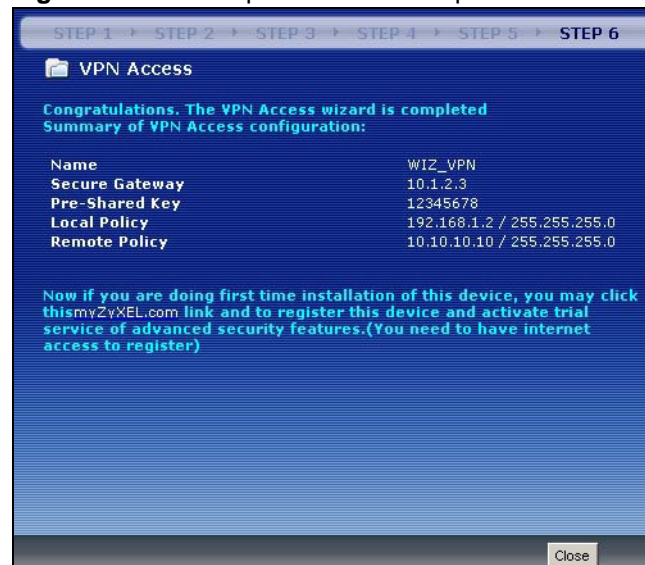 STEP 1 STEP 2 STEP 3 STEP 4 STEP 5 STEP 6
VPN Access
Congratulations. The VPN Access wizard is completed
Summary of VPN Access configuration:
Name WIZ_VPN
Secure Gateway 10.1.2.3
Pre-Shared Key 12345678
Local Policy 192.168.1.2 / 255.255.255.0
Remote Policy 10.10.10.10 / 255.255.255.0
Now if you are doing first time installation of this device, you may click
thismyZyXEL.com link and to register this device and activate trial
service of advanced security features.(You need to have internet
access to register)
Close